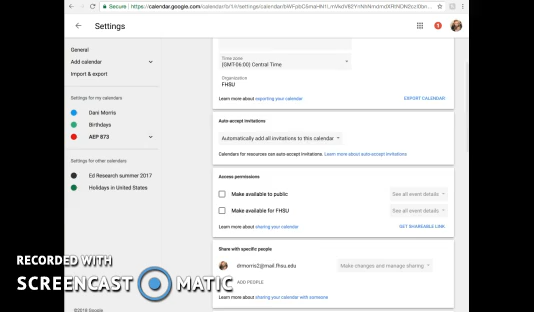 Secure | https://calendar.google.com/calendar/b/1/r/settings/calendar/
Settings
General
Add calendar
Import & export
Settings for my calendars
Dani Morris
Birthdays
AEP 873
Settings for other calendars
Ed Research summer 2017
Holidays in United States
©2018 Google
Time zone
(GMT-06:00) Central Time
Organization
FHSU
Learn more about exporting your calendar
EXPORT CALENDAR
Auto-accept invitations
Automatically add all invitations to this calendar
Calendars for resources can auto-accept invitations. Learn more about auto-accept invitations
Access permissions
Make available to public
See all event details
Make available for FHSU
See all event details
Learn more about sharing your calendar
GET SHAREABLE LINK
Share with specific people
drmorris2@mail.fhsu.edu
Make changes and manage sharing
ADD PEOPLE
Learn more about sharing your calendar with someone
RECORDED WITH
SCREENCAST MATIC